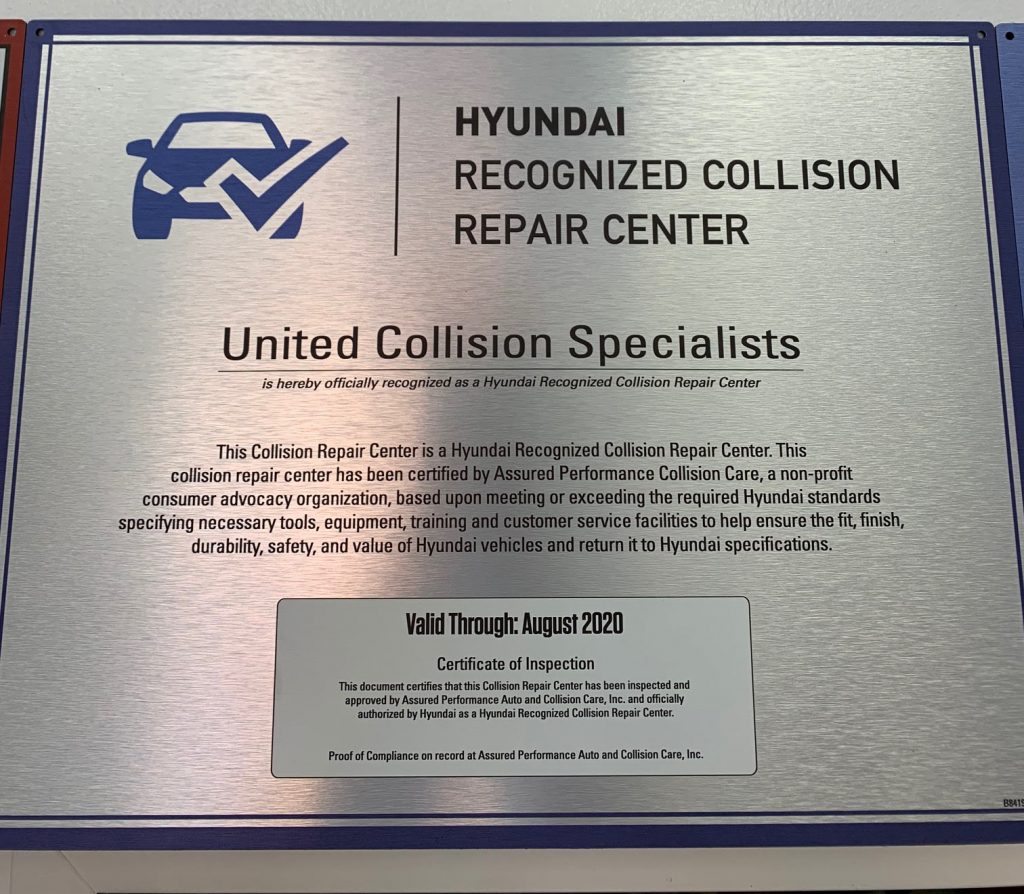 HYUNDAI
RECOGNIZED COLLISION
REPAIR CENTER
United Collision Specialists
is hereby officially recognized as a Hyundai Recognized Collision Repair Center
This Collision Repair Center is a Hyundai Recognized Collision Repair Center. This
collision repair center has been certified by Assured Performance Collision Care, a non-profit
consumer advocacy organization, based upon meeting or exceeding the required Hyundai standards
specifying necessary tools, equipment, training and customer service facilities to help ensure the fit, finish,
durability, safety, and value of Hyundai vehicles and return it to Hyundai specifications.
Valid Through: August 2020
Certificate of Inspection
This document certifies that this Collision Repair Center has been inspected and
approved by Assured Performance Auto and Collision Care, Inc. and officially
authorized by Hyundai as a Hyundai Recognized Collision Repair Center.
Proof of Compliance on record at Assured Performance Auto and Collision Care, Inc.